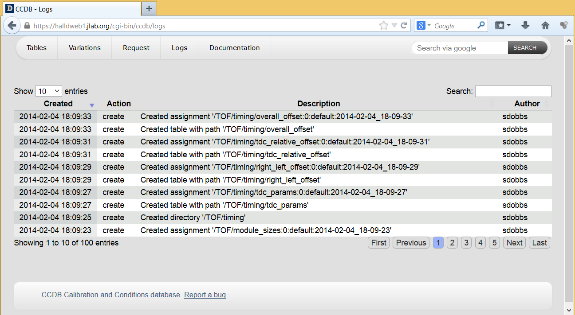 CCDB - Logs
https://halldweb1.jlab.org/cgi-bin/ccdb/logs
Google
Tables Variations Request Logs Documentation Search via google SEARCH
Show 10 entries Search:
Created Action Description Author
2014-02-04 18:09:33 create Created assignment '/TOF/timing/overall_offset:0:default:2014-02-04_18-09-33' sdobbs
2014-02-04 18:09:33 create Created table with path '/TOF/timing/overall_offset' sdobbs
2014-02-04 18:09:31 create Created assignment '/TOF/timing/tdc_relative_offset:0:default:2014-02-04_18-09-31' sdobbs
2014-02-04 18:09:31 create Created table with path '/TOF/timing/tdc_relative_offset' sdobbs
2014-02-04 18:09:29 create Created assignment '/TOF/timing/right_left_offset:0:default:2014-02-04_18-09-29' sdobbs
2014-02-04 18:09:29 create Created table with path '/TOF/timing/right_left_offset' sdobbs
2014-02-04 18:09:27 create Created assignment '/TOF/timing/tdc_params:0:default:2014-02-04_18-09-27' sdobbs
2014-02-04 18:09:27 create Created table with path '/TOF/timing/tdc_params' sdobbs
2014-02-04 18:09:25 create Created directory '/TOF/timing' sdobbs
2014-02-04 18:09:23 create Created assignment '/TOF/module_sizes:0:default:2014-02-04_18-09-23' sdobbs
Showing 1 to 10 of 100 entries First Previous 1 2 3 4 5 Next Last
CCDB Calibration and Conditions database Report a bug